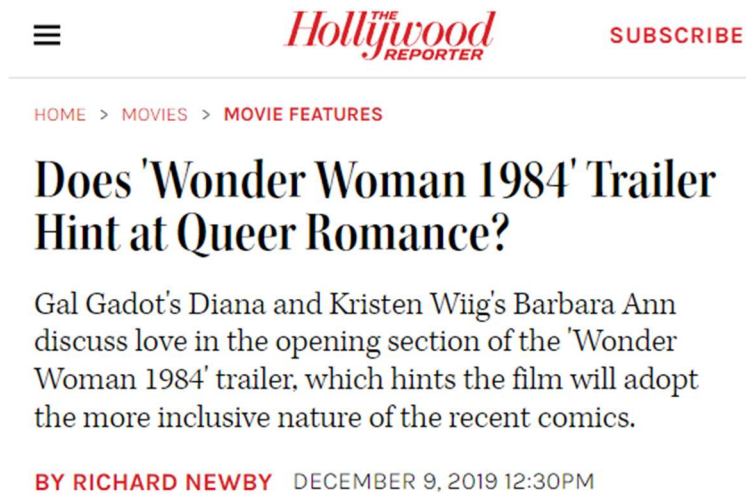 THE
Hollywood
REPORTER
SUBSCRIBE
HOME > MOVIES > MOVIE FEATURES
Does 'Wonder Woman 1984' Trailer
Hint at Queer Romance?
Gal Gadot's Diana and Kristen Wiig's Barbara Ann
discuss love in the opening section of the 'Wonder
Woman 1984' trailer, which hints the film will adopt
the more inclusive nature of the recent comics.
BY RICHARD NEWBY DECEMBER 9, 2019 12:30PM